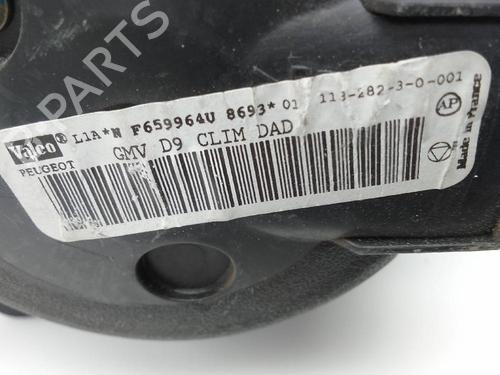 PARTS
Valeo® L1A*N F659964U 8693* 01 113-282-3-0-001
PEUGEOT GMV D9 CLIM DAD
AP
Made in France